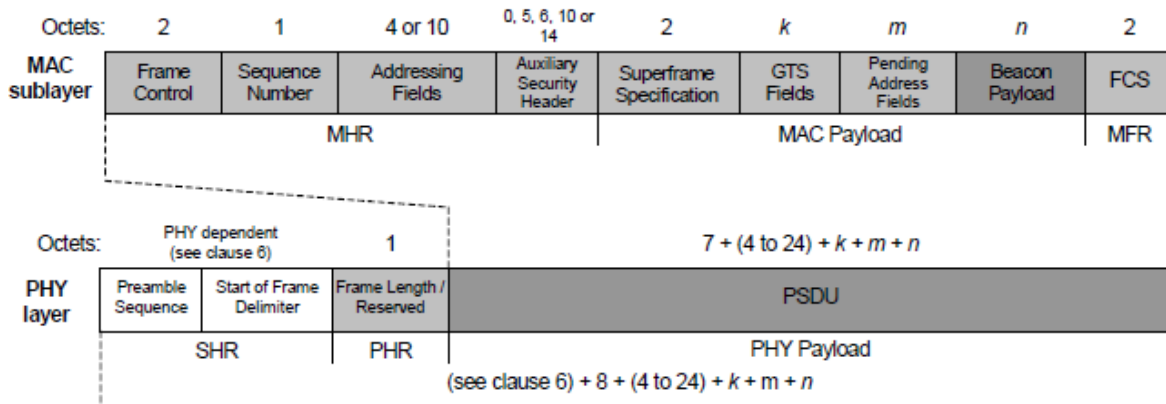 Octets: 2 1 4 or 10 0, 5, 6, 10 or 14 2 k m n 2
MAC sublayer Frame Control Sequence Number Addressing Fields Auxiliary Security Header Superframe Specification GTS Fields Pending Address Fields Beacon Payload FCS
MHR MAC Payload MFR
Octets: PHY dependent (see clause 6) 1 7 + (4 to 24) + k + m + n
PHY layer Preamble Sequence Start of Frame Delimiter Frame Length / Reserved PSDU
SHR PHR PHY Payload
(see clause 6) + 8 + (4 to 24) + k + m + n